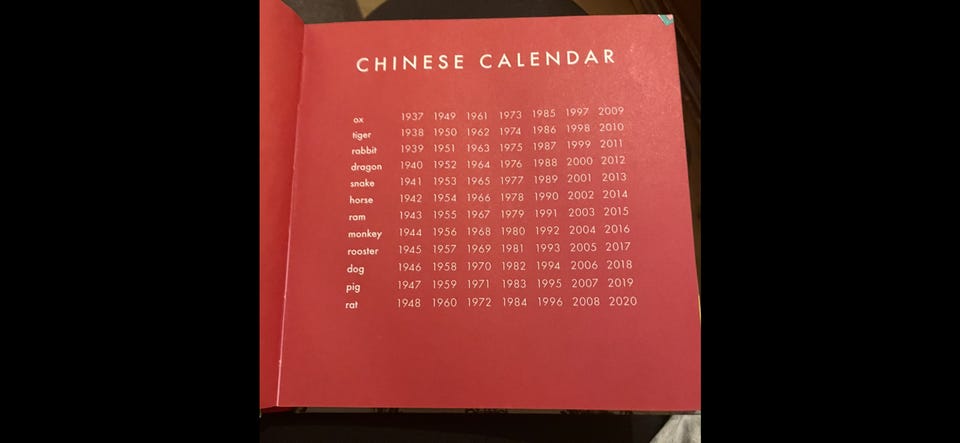 CHINESE CALENDAR
ox 1937 1949 1961 1973 1985 1997 2009
tiger 1938 1950 1962 1974 1986 1998 2010
rabbit 1939 1951 1963 1975 1987 1999 2011
dragon 1940 1952 1964 1976 1988 2000 2012
snake 1941 1953 1965 1977 1989 2001 2013
horse 1942 1954 1966 1978 1990 2002 2014
ram 1943 1955 1967 1979 1991 2003 2015
monkey 1944 1956 1968 1980 1992 2004 2016
rooster 1945 1957 1969 1981 1993 2005 2017
dog 1946 1958 1970 1982 1994 2006 2018
pig 1947 1959 1971 1983 1995 2007 2019
rat 1948 1960 1972 1984 1996 2008 2020